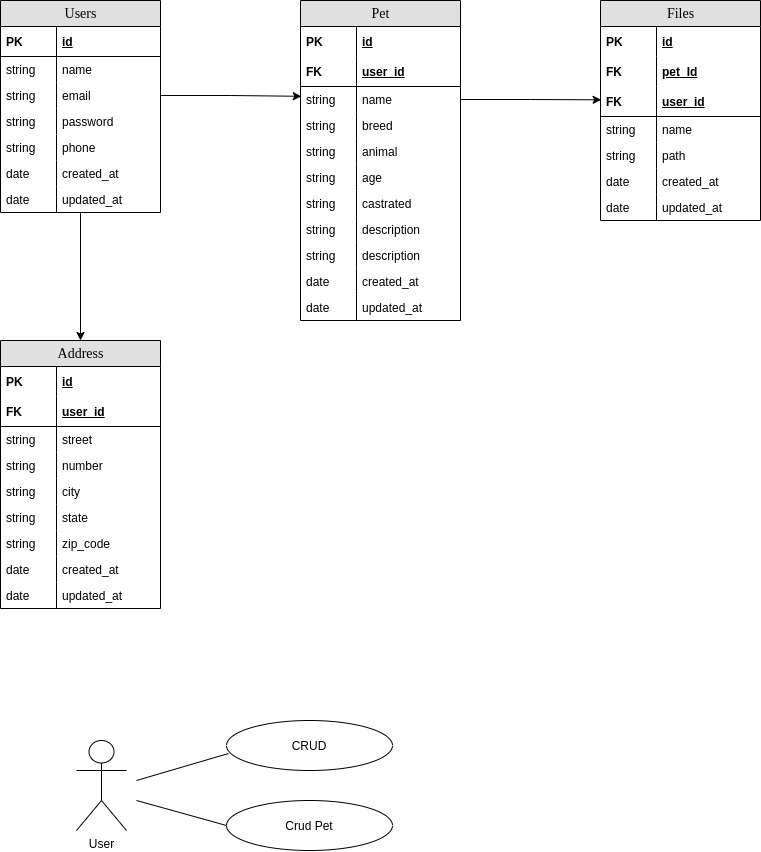 Users
PK id
string name
string email
string password
string phone
date created_at
date updated_at
Pet
PK id
FK user_id
string name
string breed
string animal
string age
string castrated
string description
string description
date created_at
date updated_at
Files
PK id
FK pet_Id
FK user_id
string name
string path
date created_at
date updated_at
Address
PK id
FK user_id
string street
string number
string city
string state
string zip_code
date created_at
date updated_at
CRUD
Crud Pet
User